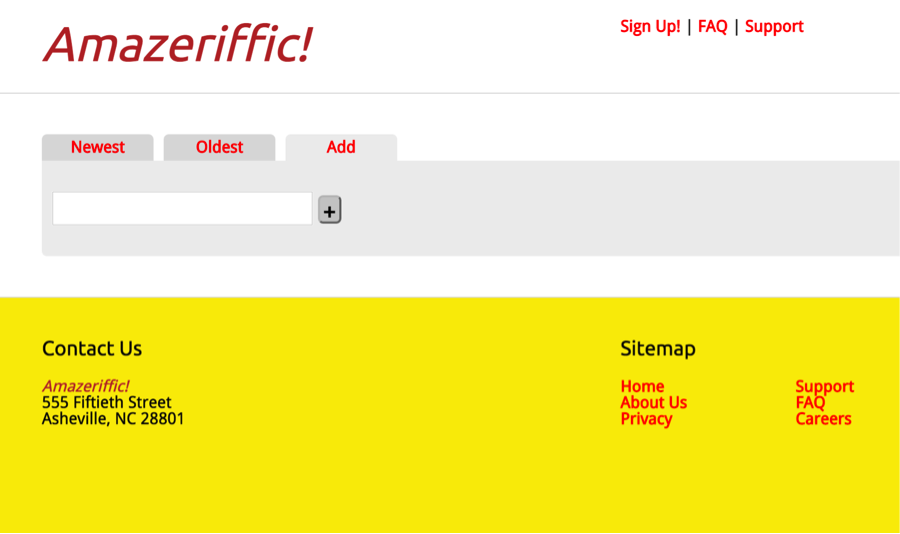 Amazeriffic!
Sign Up! | FAQ | Support
Newest Oldest Add
+
Contact Us
Amazeriffic!
555 Fiftieth Street
Asheville, NC 28801
Sitemap
Home
About Us
Privacy
Support
FAQ
Careers